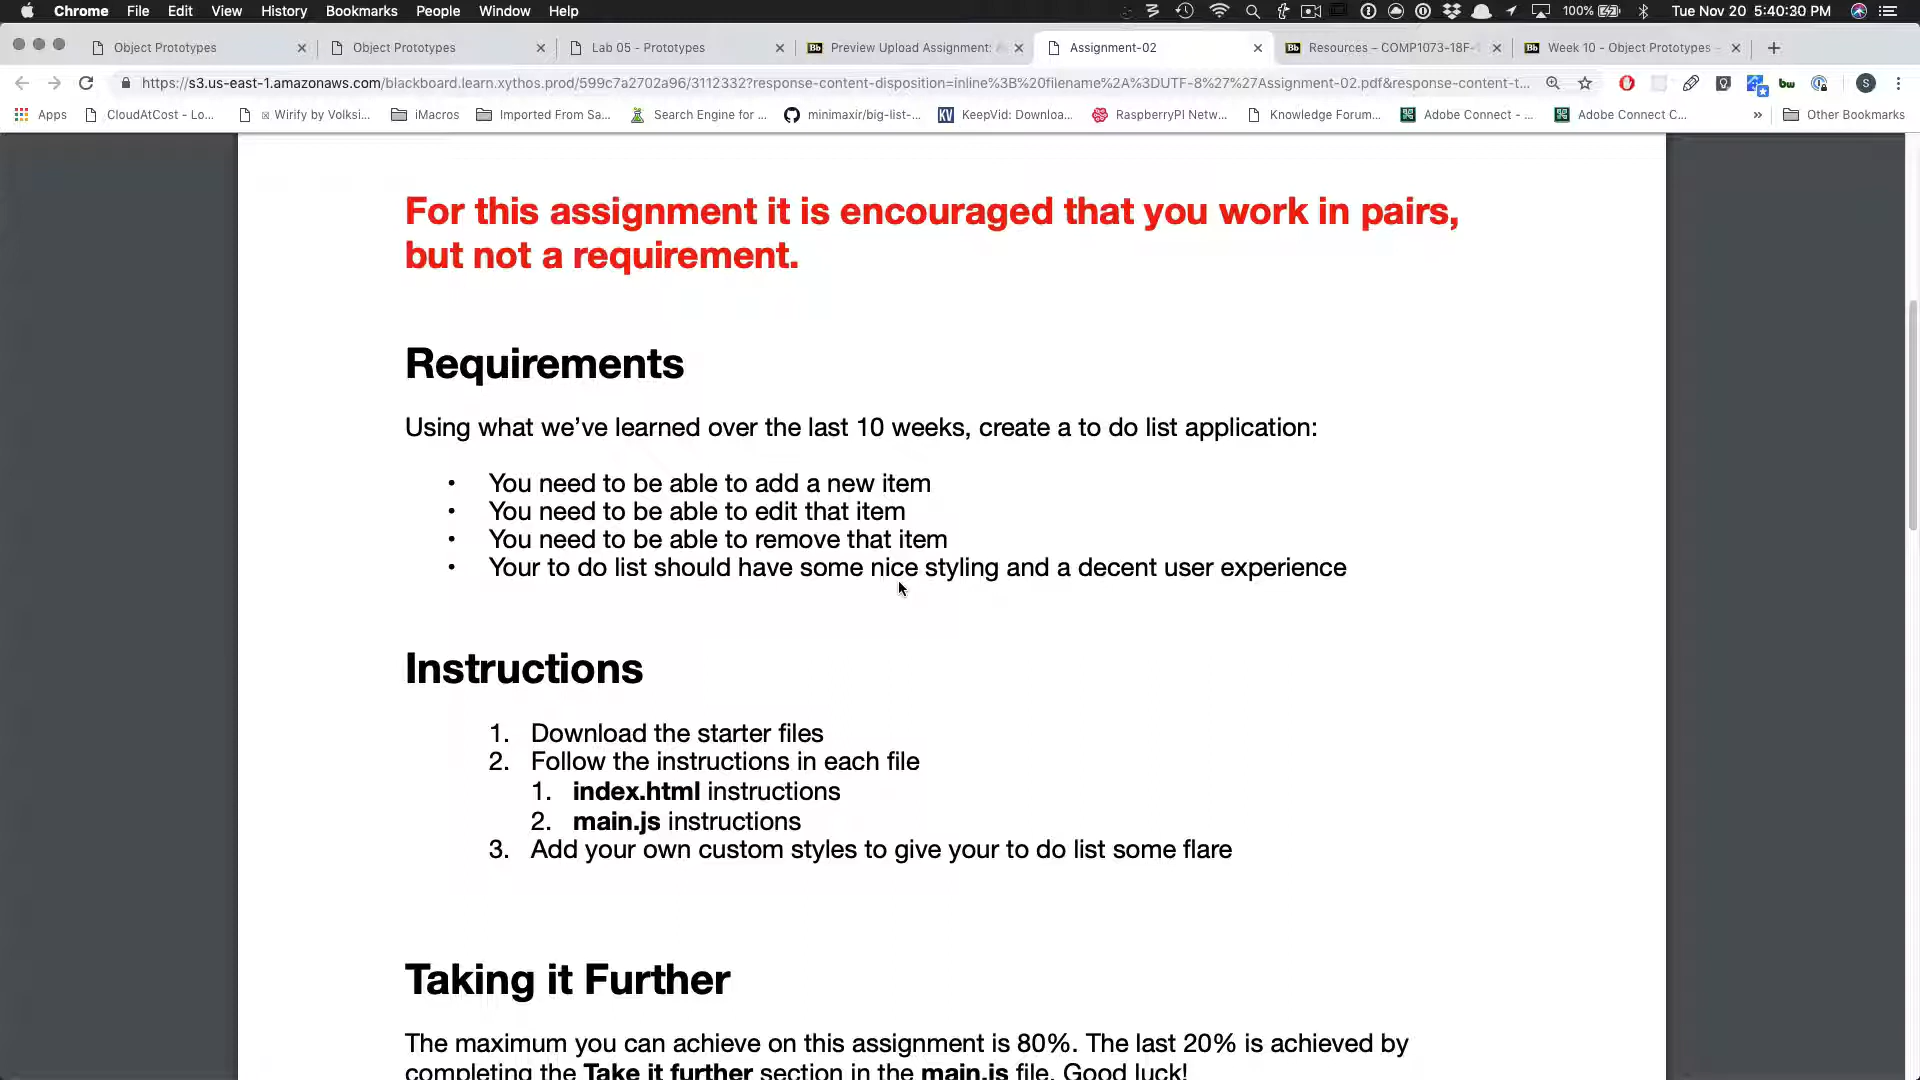 Chrome File Edit View History Bookmarks People Window Help 100% Tue Nov 20 5:40:30 PM
Object Prototypes Object Prototypes Lab 05 - Prototypes Preview Upload Assignment: Assignment-02 Resources – COMP1073-18F- Week 10 - Object Prototypes –
https://s3.us-east-1.amazonaws.com/blackboard.learn.xythos.prod/599c7a2702a96/3112332?response-content-disposition=inline%3B%20filename%2A%3DUTF-8%27%27Assignment-02.pdf&response-content-t...
Apps CloudAtCost - Lo... Wirify by Volksi... iMacros Imported From Sa... Search Engine for ... minimaxir/big-list-... KeepVid: Downloa... RaspberryPI Netw... Knowledge Forum... Adobe Connect - ... Adobe Connect C... » Other Bookmarks
For this assignment it is encouraged that you work in pairs,
but not a requirement.
Requirements
Using what we’ve learned over the last 10 weeks, create a to do list application:
• You need to be able to add a new item
• You need to be able to edit that item
• You need to be able to remove that item
• Your to do list should have some nice styling and a decent user experience
Instructions
1. Download the starter files
2. Follow the instructions in each file
1. index.html instructions
2. main.js instructions
3. Add your own custom styles to give your to do list some flare
Taking it Further
The maximum you can achieve on this assignment is 80%. The last 20% is achieved by
completing the Take it further section in the main.js file. Good luck!